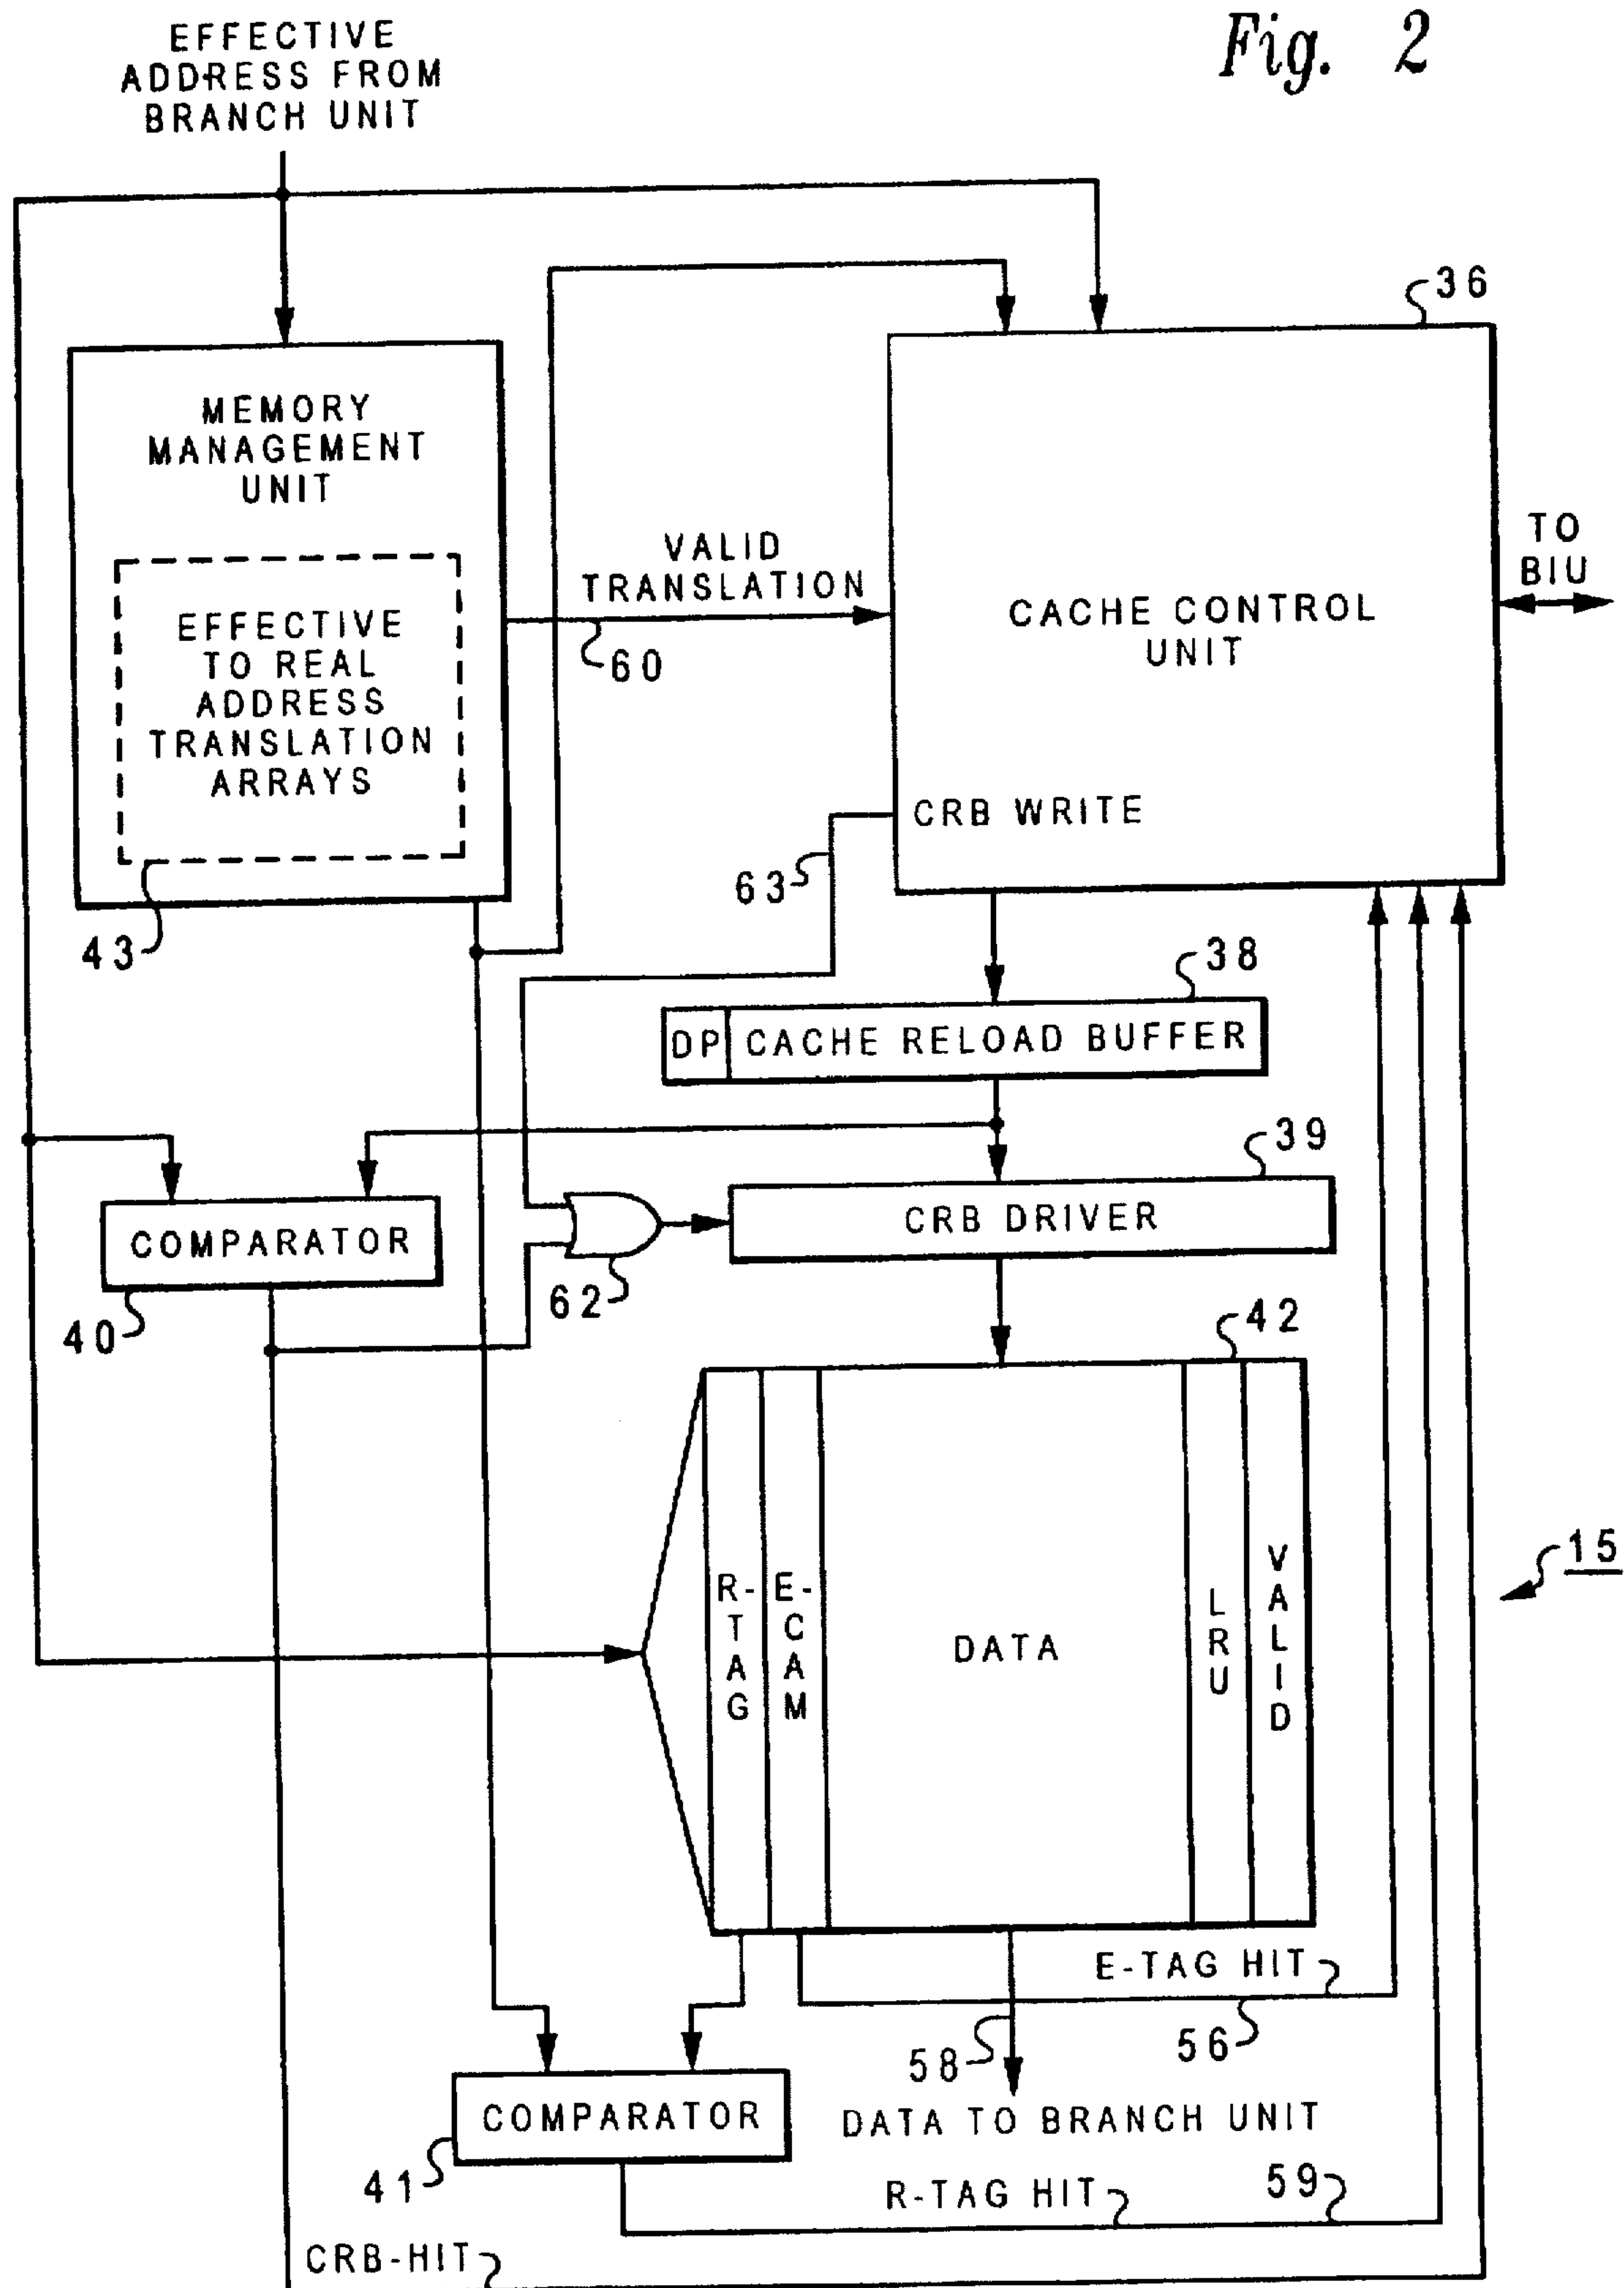 Fig. 2
EFFECTIVE
ADDRESS FROM
BRANCH UNIT
36
MEMORY
MANAGEMENT
UNIT
EFFECTIVE
TO REAL
ADDRESS
TRANSLATION
ARRAYS
43
VALID
TRANSLATION
60
CACHE CONTROL
UNIT
TO
BIU
CRB WRITE
63
38
DP CACHE RELOAD BUFFER
39
CRB DRIVER
COMPARATOR
40
62
42
R-TAG
E-CAM
DATA
LRU
VALID
15
E-TAG HIT
56
58
DATA TO BRANCH UNIT
COMPARATOR
41
R-TAG HIT
59
CRB-HIT